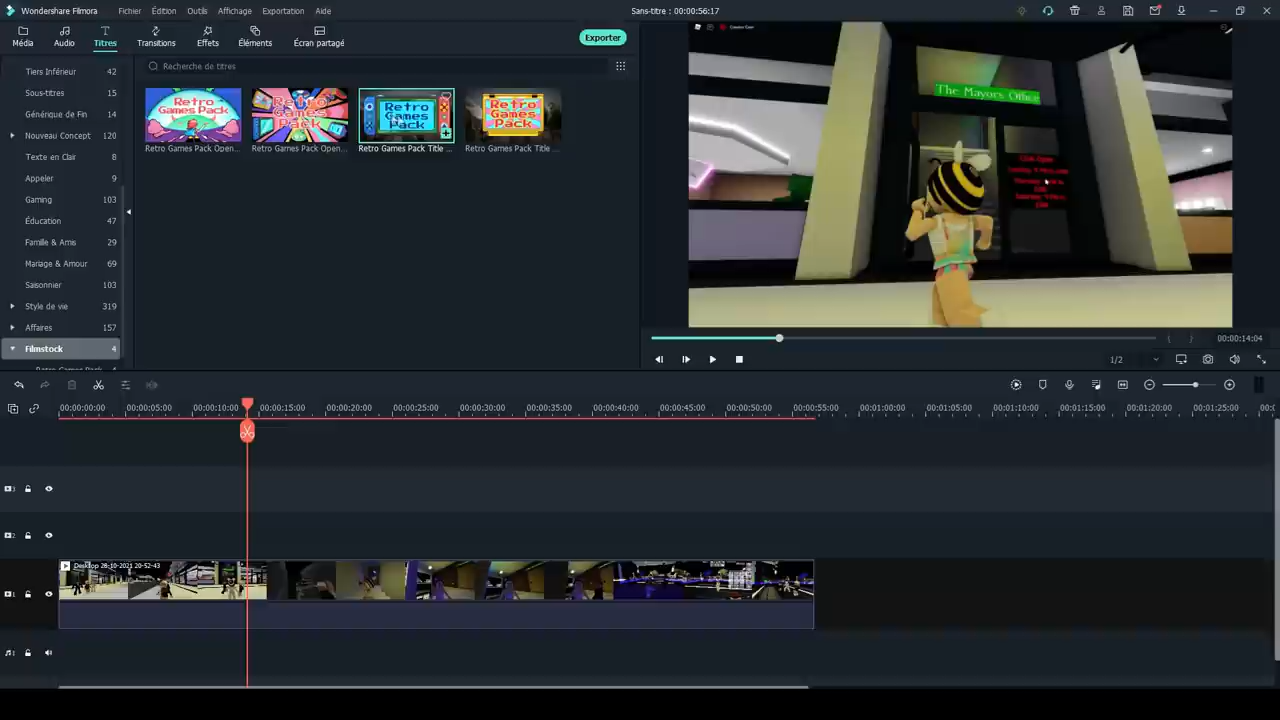 Wondershare Filmora
Fichier
Édition
Outils
Affichage
Exportation
Aide
Sans-titre : 00:00:56:17
Média
Audio
Titres
Transitions
Effets
Éléments
Écran partagé
Exporter
Recherche de titres
Tiers Inférieur 42
Sous-titres 15
Générique de Fin 14
Nouveau Concept 120
Texte en Clair 8
Appeler 9
Gaming 103
Éducation 47
Famille & Amis 29
Mariage & Amour 69
Saisonnier 103
Style de vie 319
Affaires 157
Filmstock 4
Retro Games Pack 4
Retro
Games Pack
Retro Games Pack Open...
Retro
Games
Pack
Retro Games Pack Open...
Retro
Games
Pack
Retro Games Pack Title ...
Retro
Games
Pack
Retro Games Pack Title ...
The Mayors Office
00:00:14:04
1/2
00:00:00:00
00:00:05:00
00:00:10:00
00:00:15:00
00:00:20:00
00:00:25:00
00:00:30:00
00:00:35:00
00:00:40:00
00:00:45:00
00:00:50:00
00:00:55:00
00:01:00:00
00:01:05:00
00:01:10:00
00:01:15:00
00:01:20:00
00:01:25:00
3
2
Desktop 28-10-2021 20-52-43
1
1